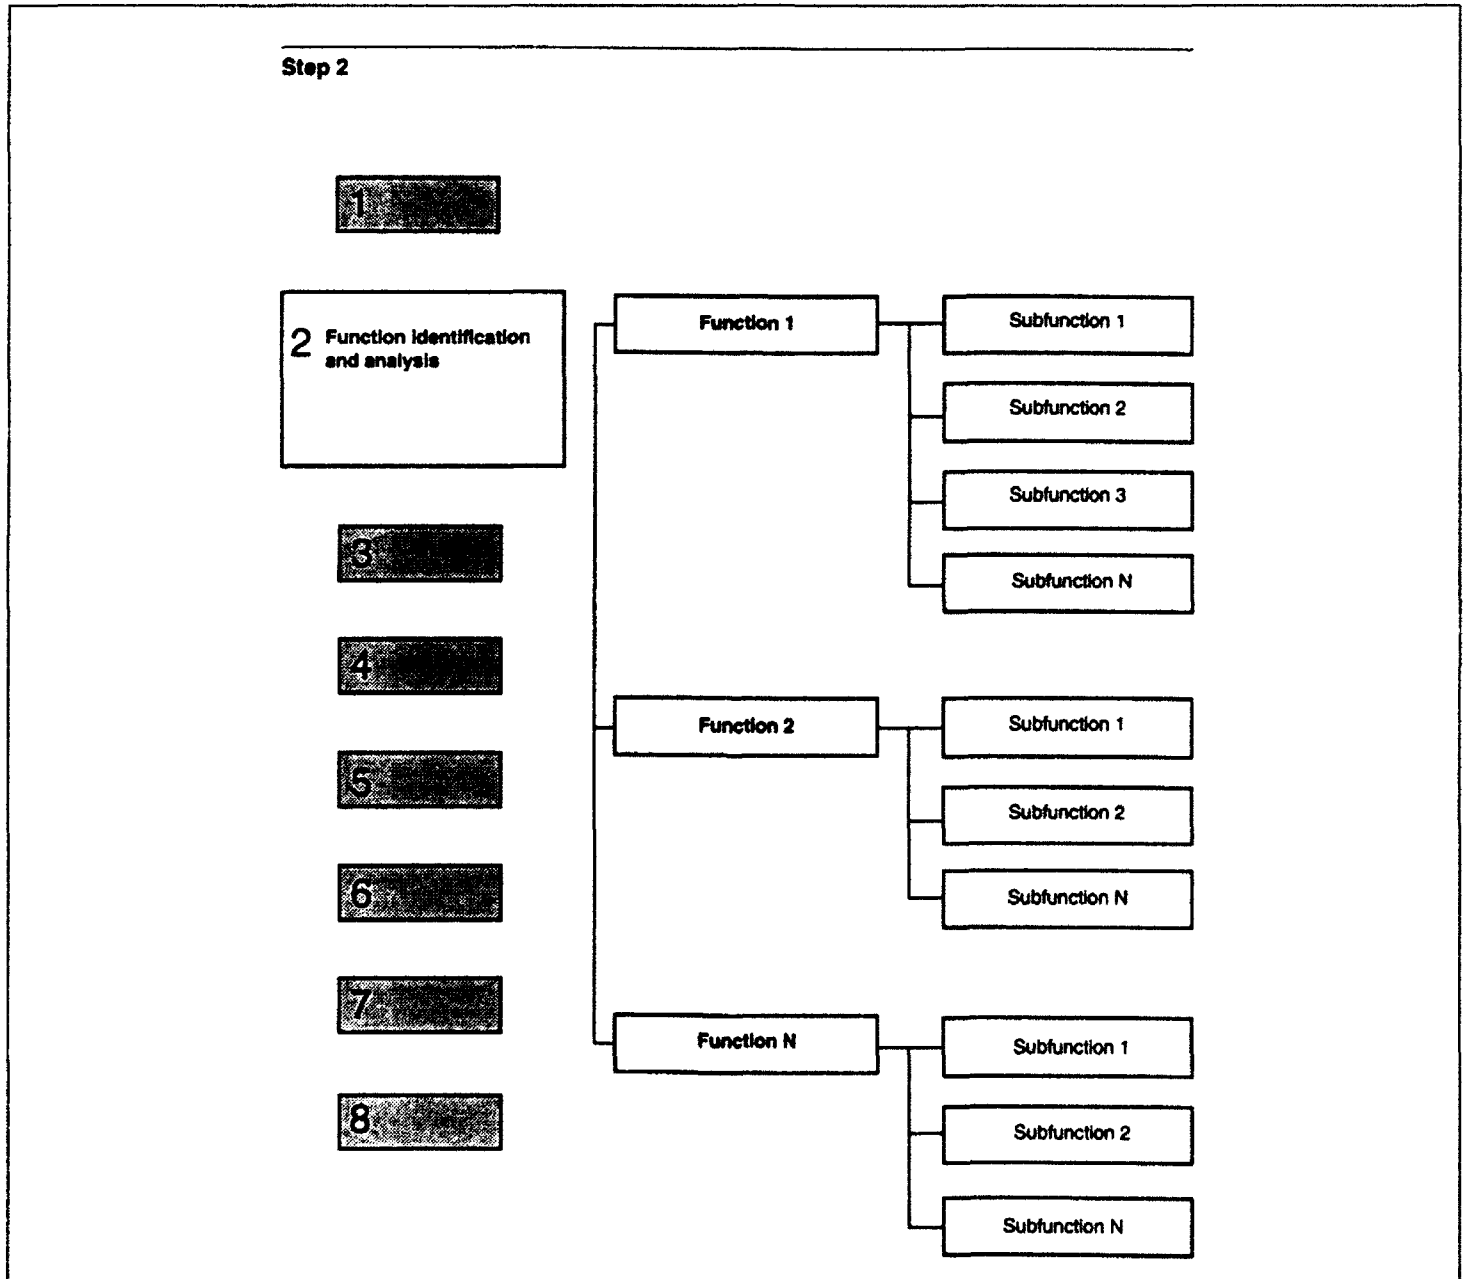 Step 2
1
2 Function identification
and analysis
Function 1
Subfunction 1
Subfunction 2
Subfunction 3
Subfunction N
3
4
Function 2
Subfunction 1
5
Subfunction 2
6
Subfunction N
7
Function N
Subfunction 1
8
Subfunction 2
Subfunction N